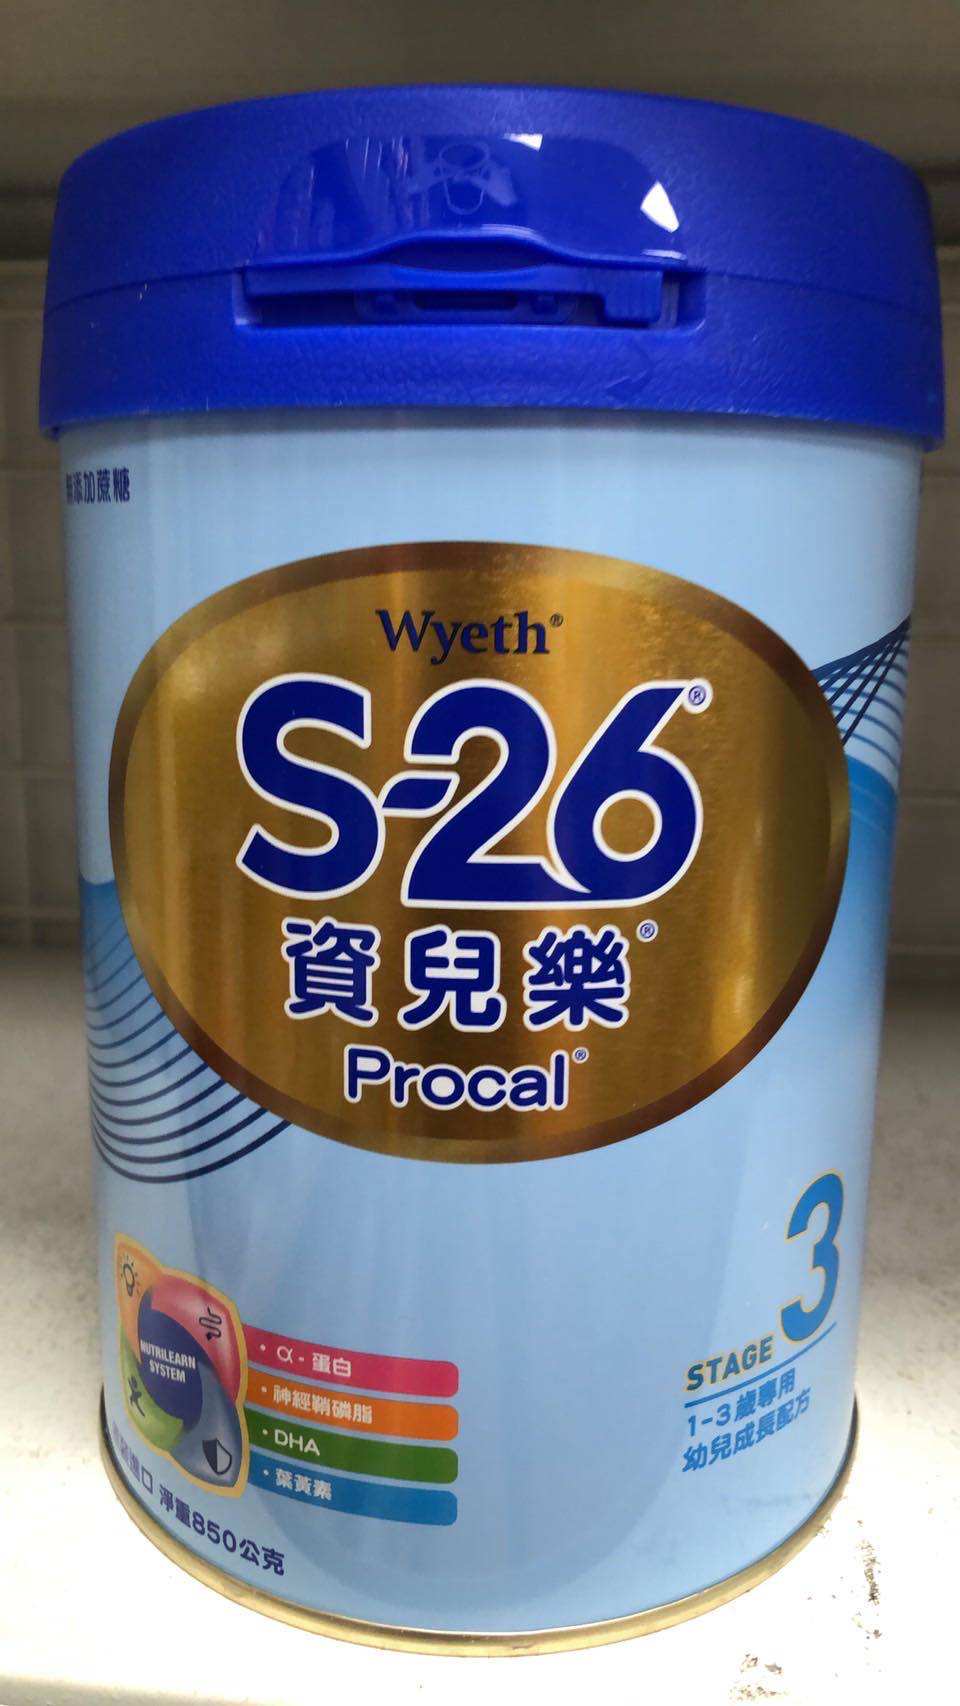 無添加蔗糖
Wyeth®
S-26®
資兒樂®
Procal®
3
STAGE
1-3歲專用
幼兒成長配方
NUTRILEARN
SYSTEM
・α-蛋白
・神經鞘磷脂
・DHA
・葉黃素
進口 淨重850公克